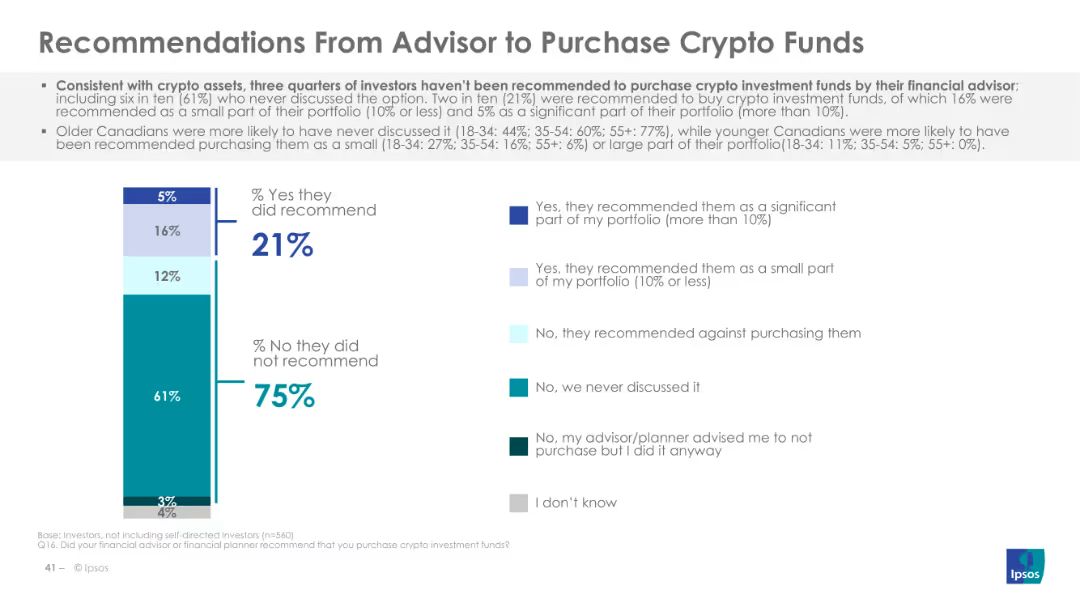 Recommendations From Advisor to Purchase Crypto Funds
▪ Consistent with crypto assets, three quarters of investors haven't been recommended to purchase crypto investment funds by their financial advisor;
including six in ten (61%) who never discussed the option. Two in ten (21%) were recommended to buy crypto investment funds, of which 16% were
recommended as a small part of their portfolio (10% or less) and 5% as a significant part of their portfolio (more than 10%).
▪ Older Canadians were more likely to have never discussed it (18-34: 44%; 35-54: 60%; 55+: 77%), while younger Canadians were more likely to have
been recommended purchasing them as a small (18-34: 27%; 35-54: 16%; 55+: 6%) or large part of their portfolio(18-34: 11%; 35-54: 5%; 55+: 0%).
5%
16%
12%
61%
3%
4%
% Yes they
did recommend
21%
% No they did
not recommend
75%
Yes, they recommended them as a significant
part of my portfolio (more than 10%)
Yes, they recommended them as a small part
of my portfolio (10% or less)
No, they recommended against purchasing them
No, we never discussed it
No, my advisor/planner advised me to not
purchase but I did it anyway
I don't know
Base: Investors, not including self-directed investors (n=560)
Q16. Did your financial advisor or financial planner recommend that you purchase crypto investment funds?
41 – © Ipsos
Ipsos